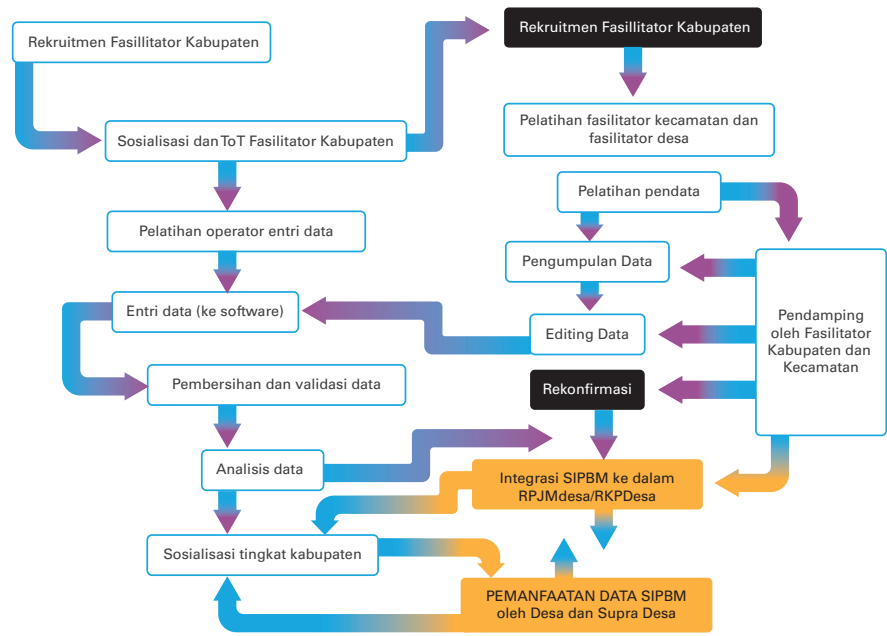 Rekruitmen Fasillitator Kabupaten
Rekruitmen Fasillitator Kabupaten
Sosialisasi dan ToT Fasilitator Kabupaten
Pelatihan fasilitator kecamatan dan
fasilitator desa
Pelatihan pendata
Pelatihan operator entri data
Pengumpulan Data
Entri data (ke software)
Editing Data
Pendamping
oleh Fasilitator
Kabupaten dan
Kecamatan
Pembersihan dan validasi data
Rekonfirmasi
Analisis data
Integrasi SIPBM ke dalam
RPJMdesa/RKPDesa
Sosialisasi tingkat kabupaten
PEMANFAATAN DATA SIPBM
oleh Desa dan Supra Desa